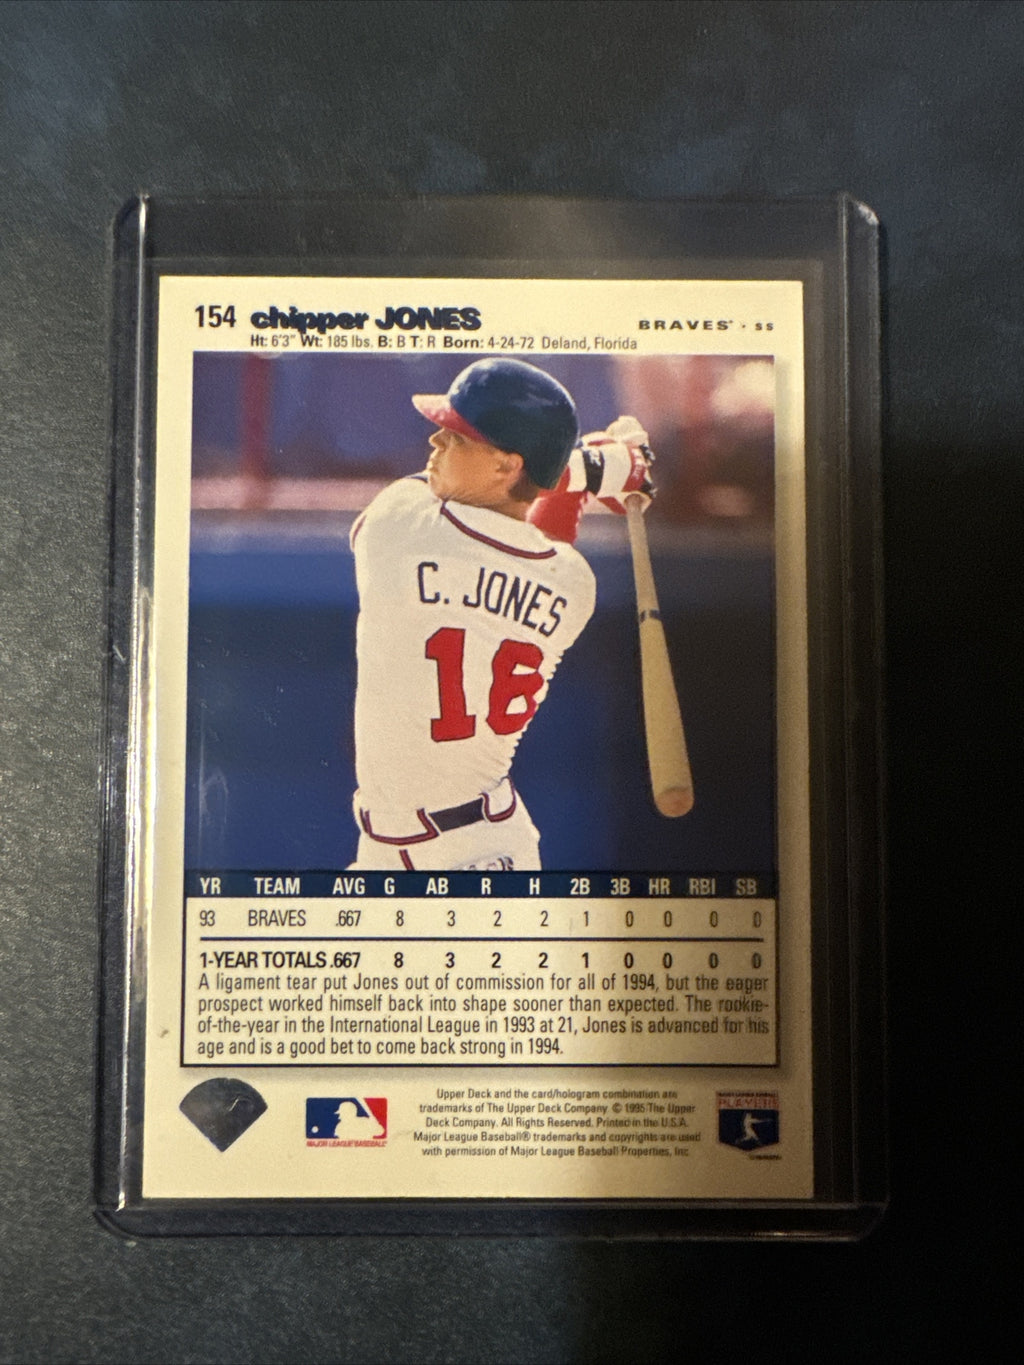 154 chipper JONES BRAVES · SS
Ht: 6'3" Wt: 185 lbs. B: B T: R Born: 4-24-72 Deland, Florida
C. JONES
16
YR TEAM AVG G AB R H 2B 3B HR RBI SB
93 BRAVES .667 8 3 2 2 1 0 0 0 0
1-YEAR TOTALS .667 8 3 2 2 1 0 0 0 0
A ligament tear put Jones out of commission for all of 1994, but the eager
prospect worked himself back into shape sooner than expected. The rookie-
of-the-year in the International League in 1993 at 21, Jones is advanced for his
age and is a good bet to come back strong in 1994.
Upper Deck and the card/hologram combination are
trademarks of The Upper Deck Company © 1995 The Upper
Deck Company. All Rights Reserved. Printed in the U.S.A.
Major League Baseball® trademarks and copyrights are used
with permission of Major League Baseball Properties, Inc
MAJOR LEAGUE BASEBALL
PLAYERS